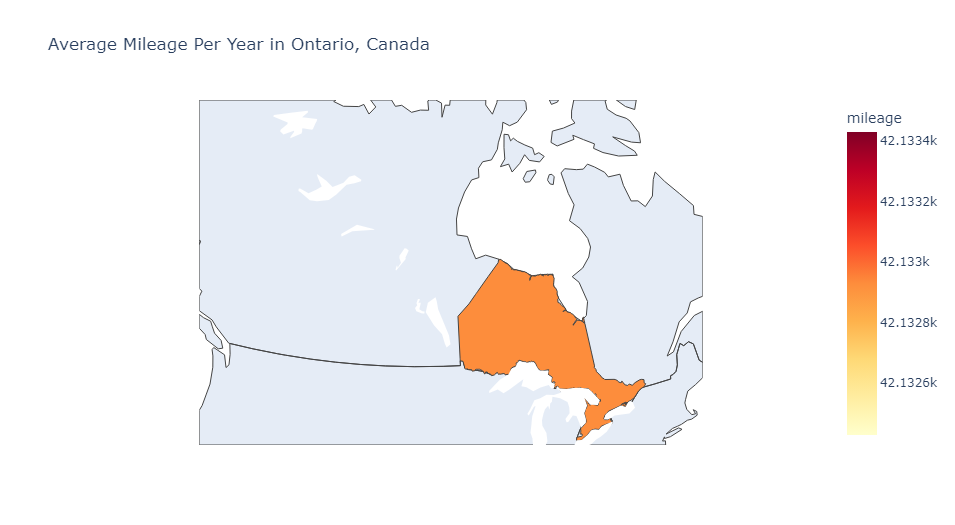 Average Mileage Per Year in Ontario, Canada
mileage
42.1334k
42.1332k
42.133k
42.1328k
42.1326k